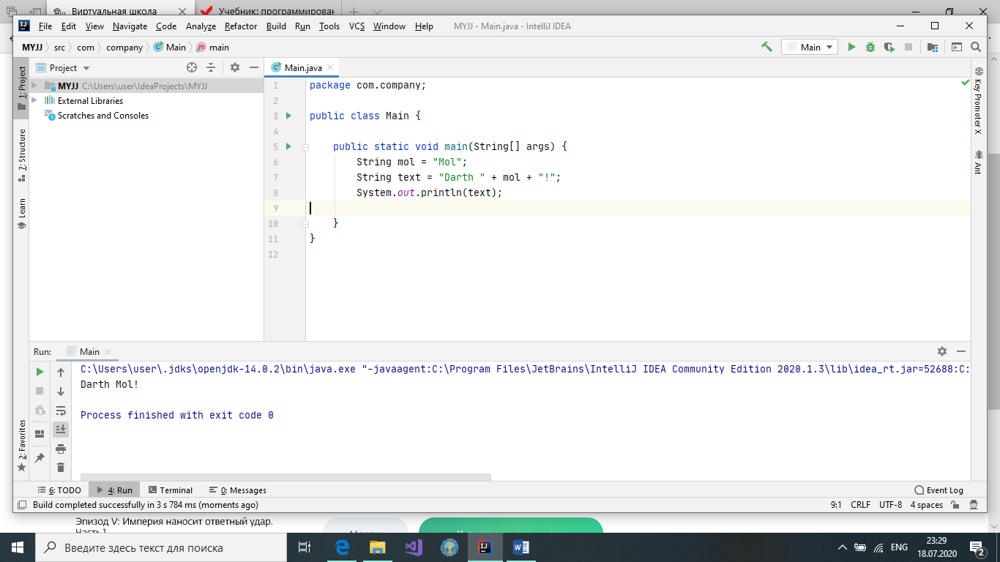 Виртуальная школа
Учебник: программирован
File Edit View Navigate Code Analyze Refactor Build Run Tools VCS Window Help MYJJ - Main.java - IntelliJ IDEA
MYJJ src com company Main main
Main
Project
Main.java
1: Project
MYJJ C:\Users\user\IdeaProjects\MYJJ
External Libraries
Scratches and Consoles
7: Structure
Learn
2: Favorites
1 package com.company;
2
3 public class Main {
4
5 public static void main(String[] args) {
6 String mol = "Mol";
7 String text = "Darth " + mol + "!";
8 System.out.println(text);
9
10 }
11 }
12
Key Promoter X
Ant
Run: Main
C:\Users\user\.jdks\openjdk-14.0.2\bin\java.exe "-javaagent:C:\Program Files\JetBrains\IntelliJ IDEA Community Edition 2020.1.3\lib\idea_rt.jar=52688:C:
Darth Mol!
Process finished with exit code 0
6: TODO 4: Run Terminal 0: Messages Event Log
Build completed successfully in 3 s 784 ms (moments ago) 9:1 CRLF UTF-8 4 spaces
Эпизод V: Империя наносит ответный удар.
Часть 1
Введите здесь текст для поиска
ENG
23:29
18.07.2020
2